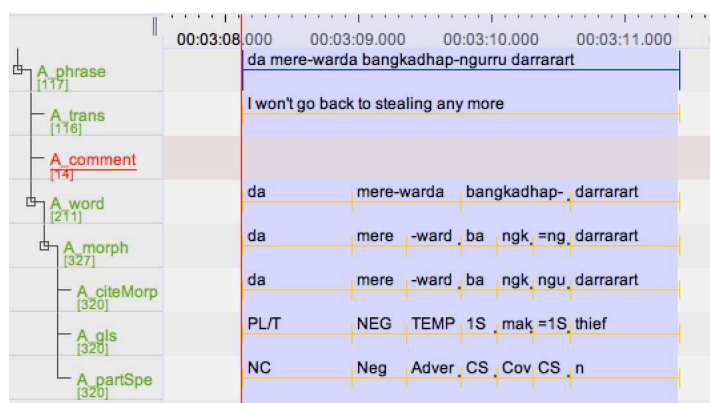 00:03:08.000 00:03:09.000 00:03:10.000 00:03:11.000
A_phrase da mere-warda bangkadhap-ngurru darrarart
[117]
A_trans I won't go back to stealing any more
[116]
A_comment
[14]
A_word da mere-warda bangkadhap- darrarart
[211]
A_morph da mere -ward ba ngk =ng darrarart
[327]
A_citeMorp da mere -ward ba ngk ngu darrarart
[320]
A_gls PL/T NEG TEMP 1S mak =1S thief
[320]
A_partSpe NC Neg Adver CS Cov CS n
[320]